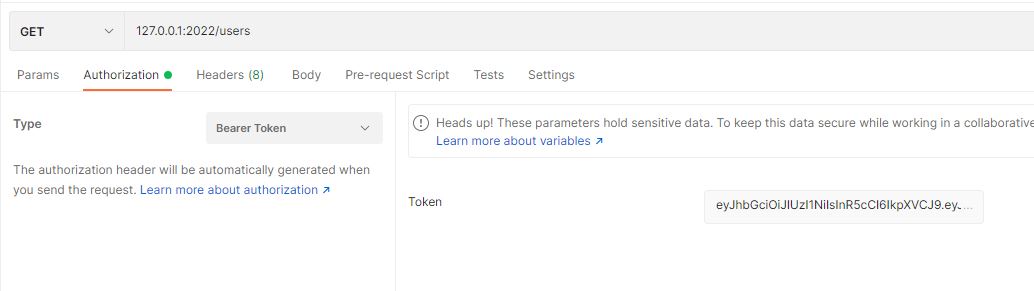 GET 127.0.0.1:2022/users
Params Authorization Headers (8) Body Pre-request Script Tests Settings
Type Bearer Token
The authorization header will be automatically generated when
you send the request. Learn more about authorization ↗
Heads up! These parameters hold sensitive data. To keep this data secure while working in a collaborative
Learn more about variables ↗
Token eyJhbGciOiJIUzI1NiIsInR5cCI6IkpXVCJ9.ey...